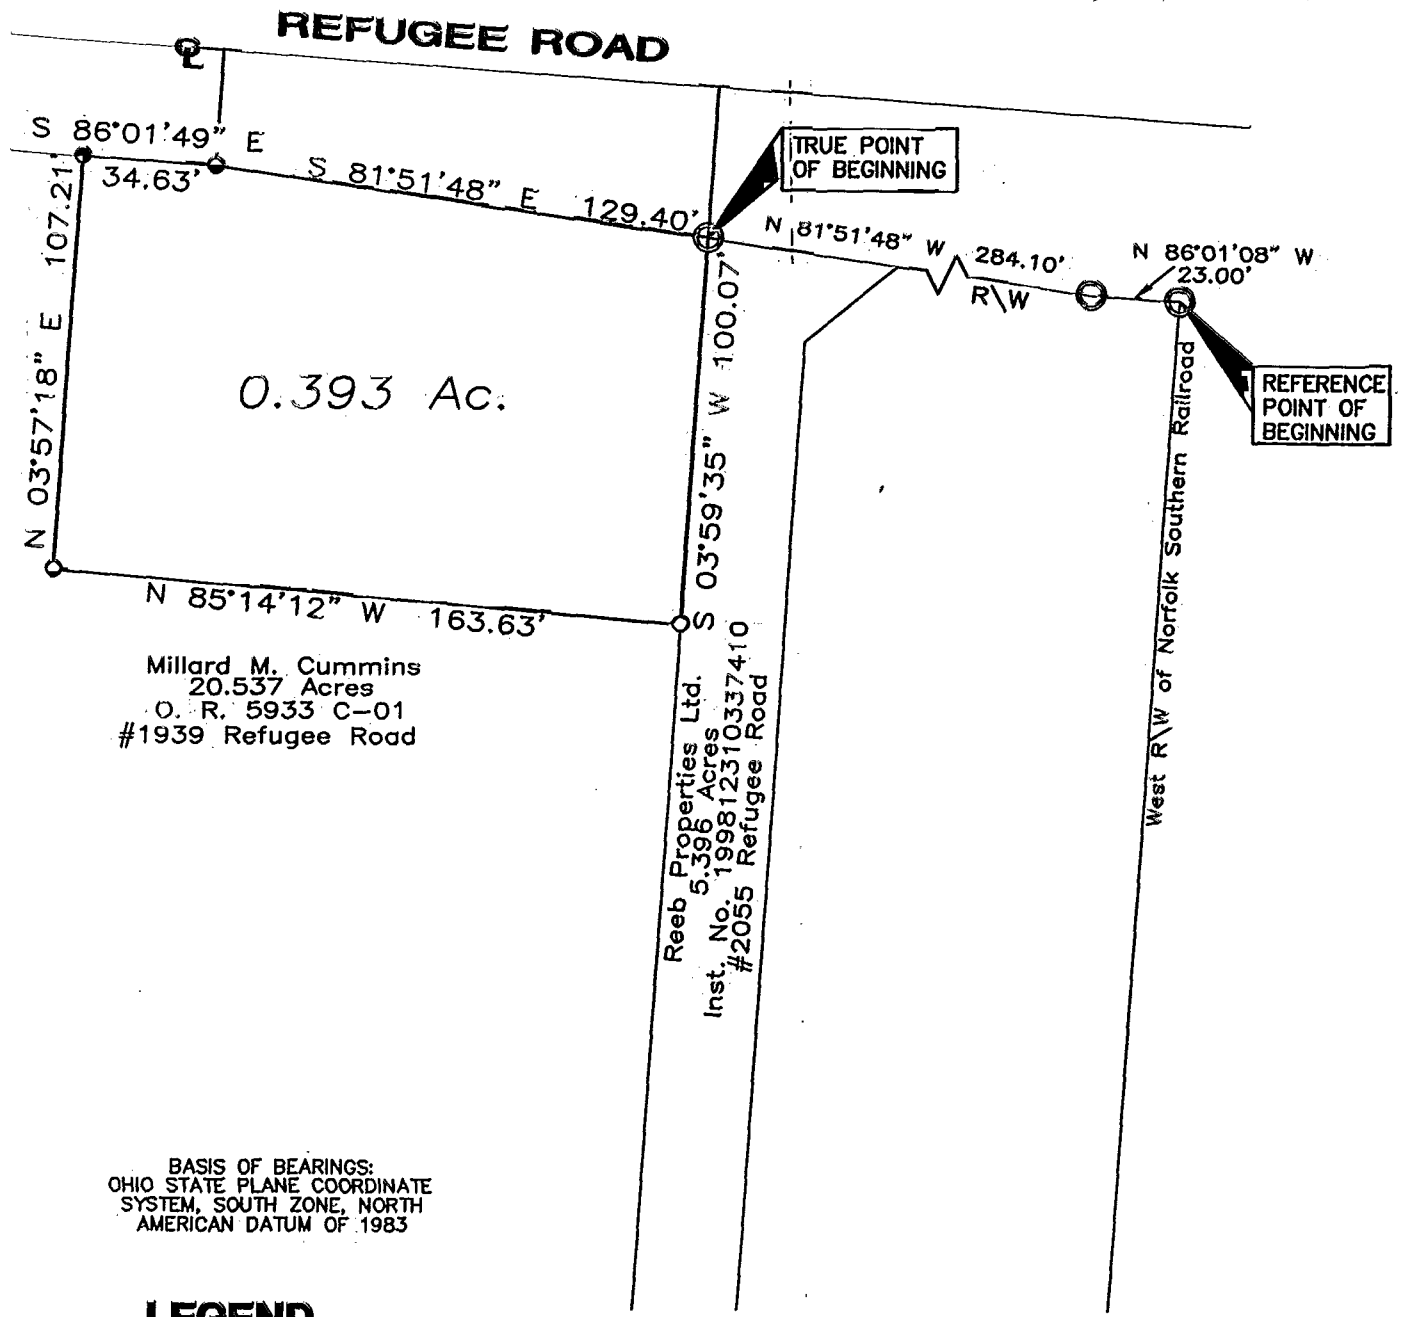 REFUGEE ROAD
S 86°01'49" E
34.63'
S 81°51'48" E 129.40'
TRUE POINT
OF BEGINNING
N 81°51'48" W 284.10'
R\W
N 86°01'08" W
23.00'
REFERENCE
POINT OF
BEGINNING
N 03°57'18" E 107.21'
0.393 Ac.
S 03°59'35" W 100.07'
N 85°14'12" W 163.63'
West R\W of Norfolk Southern Railroad
Millard M. Cummins
20.537 Acres
O. R. 5933 C-01
#1939 Refugee Road
Reeb Properties Ltd.
5.396 Acres
Inst. No. 199812310337410
#2055 Refugee Road
BASIS OF BEARINGS:
OHIO STATE PLANE COORDINATE
SYSTEM, SOUTH ZONE, NORTH
AMERICAN DATUM OF 1983
LEGEND